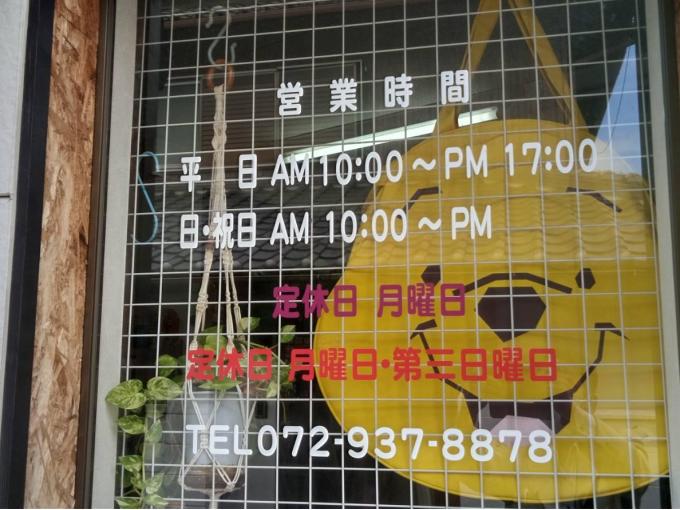 営業時間
平　日 AM 10:00～PM 17:00
日・祝日 AM 10:00～PM
定休日 月曜日
定休日 月曜日・第三日曜日
TEL072-937-8878